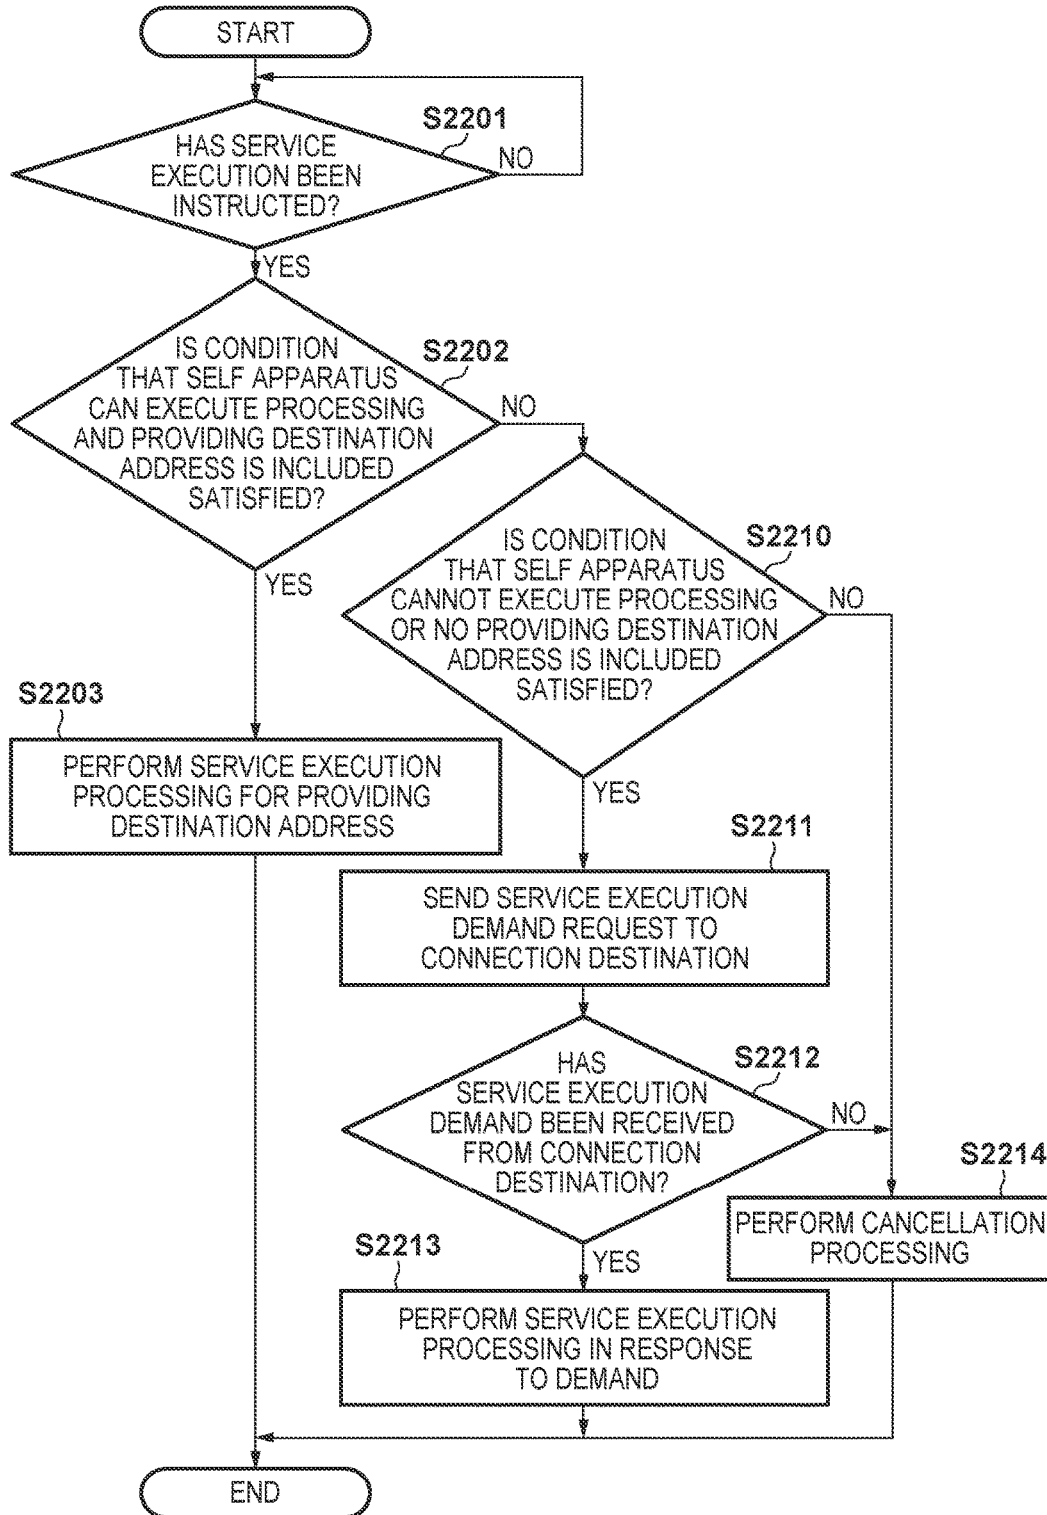 START
S2201
HAS SERVICE
EXECUTION BEEN
INSTRUCTED?
NO
YES
S2202
IS CONDITION
THAT SELF APPARATUS
CAN EXECUTE PROCESSING
AND PROVIDING DESTINATION
ADDRESS IS INCLUDED
SATISFIED?
NO
YES
S2210
IS CONDITION
THAT SELF APPARATUS
CANNOT EXECUTE PROCESSING
OR NO PROVIDING DESTINATION
ADDRESS IS INCLUDED
SATISFIED?
NO
YES
S2203
PERFORM SERVICE EXECUTION
PROCESSING FOR PROVIDING
DESTINATION ADDRESS
S2211
SEND SERVICE EXECUTION
DEMAND REQUEST TO
CONNECTION DESTINATION
S2212
HAS
SERVICE EXECUTION
DEMAND BEEN RECEIVED
FROM CONNECTION
DESTINATION?
NO
YES
S2214
PERFORM CANCELLATION
PROCESSING
S2213
PERFORM SERVICE EXECUTION
PROCESSING IN RESPONSE
TO DEMAND
END